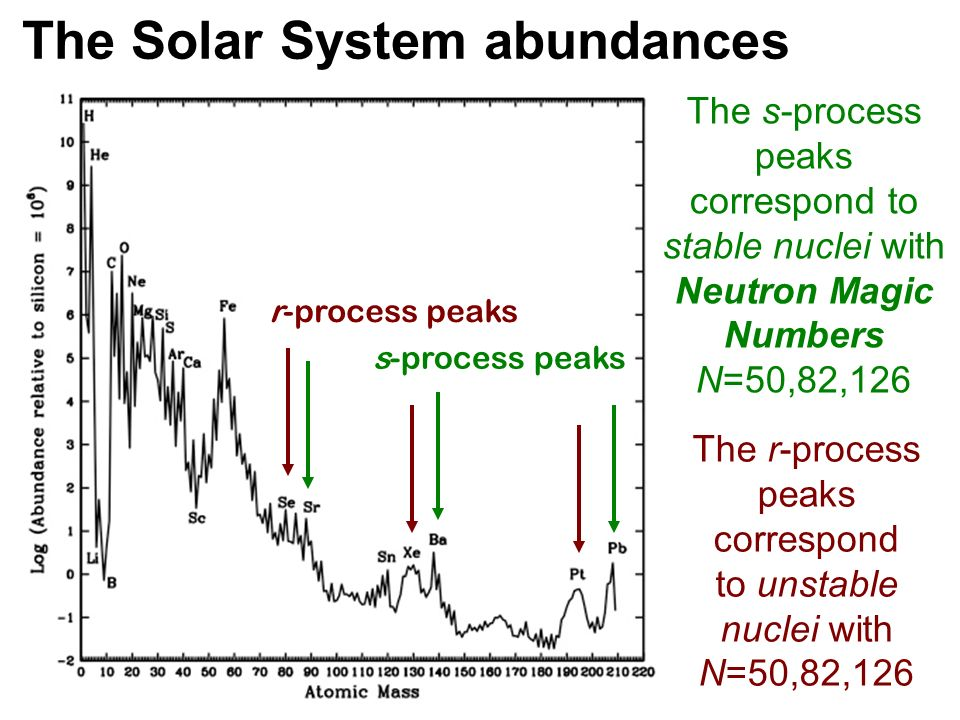 The Solar System abundances
The s-process
peaks
correspond to
stable nuclei with
Neutron Magic
Numbers
N=50,82,126
The r-process
peaks
correspond
to unstable
nuclei with
N=50,82,126
r-process peaks
s-process peaks
Log (Abundance relative to silicon = 10⁶)
11
10
9
8
7
6
5
4
3
2
1
0
-1
-2
H
He
Li
B
C
O
Ne
Mg
Si
S
Ar
Ca
Sc
Fe
Se
Sr
Sn
Xe
Ba
Pt
Pb
0 10 20 30 40 50 60 70 80 90 100 110 120 130 140 150 160 170 180 190 200 210 220
Atomic Mass